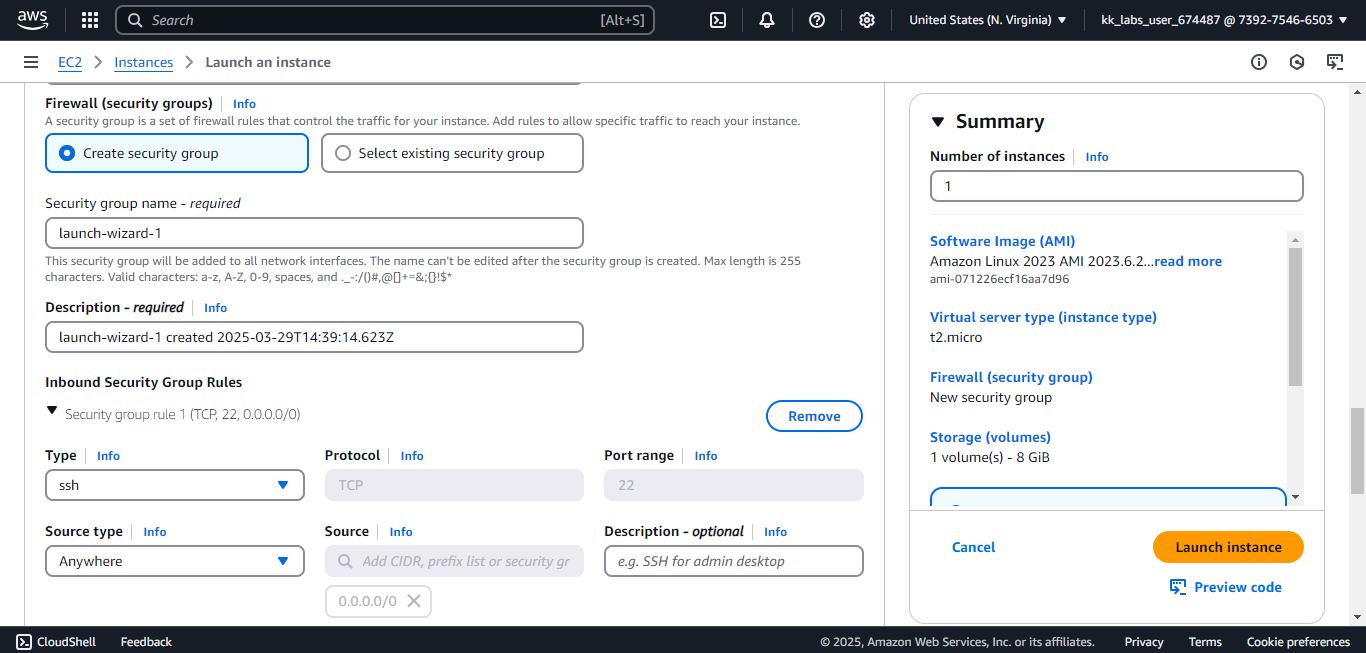 aws
Search [Alt+S]
United States (N. Virginia)
kk_labs_user_674487 @ 7392-7546-6503
EC2 Instances Launch an instance
Firewall (security groups) Info
A security group is a set of firewall rules that control the traffic for your instance. Add rules to allow specific traffic to reach your instance.
Create security group
Select existing security group
Security group name - required
launch-wizard-1
This security group will be added to all network interfaces. The name can't be edited after the security group is created. Max length is 255
characters. Valid characters: a-z, A-Z, 0-9, spaces, and ._-:/()#,@[]+=&;{}!$*
Description - required Info
launch-wizard-1 created 2025-03-29T14:39:14.623Z
Inbound Security Group Rules
Security group rule 1 (TCP, 22, 0.0.0.0/0)
Remove
Type Info
Protocol Info
Port range Info
ssh
TCP
22
Source type Info
Source Info
Description - optional Info
Anywhere
Add CIDR, prefix list or security gr
e.g. SSH for admin desktop
0.0.0.0/0
Summary
Number of instances Info
1
Software Image (AMI)
Amazon Linux 2023 AMI 2023.6.2...read more
ami-071226ecf16aa7d96
Virtual server type (instance type)
t2.micro
Firewall (security group)
New security group
Storage (volumes)
1 volume(s) - 8 GiB
Cancel
Launch instance
Preview code
CloudShell
Feedback
© 2025, Amazon Web Services, Inc. or its affiliates.
Privacy
Terms
Cookie preferences